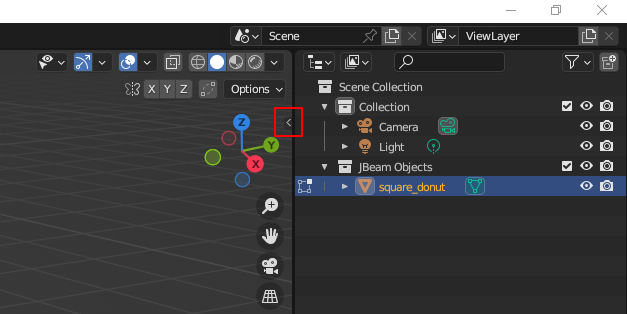 Scene
ViewLayer
X Y Z
Options
Scene Collection
Collection
Camera
Light
JBeam Objects
square_donut
Z
Y
X